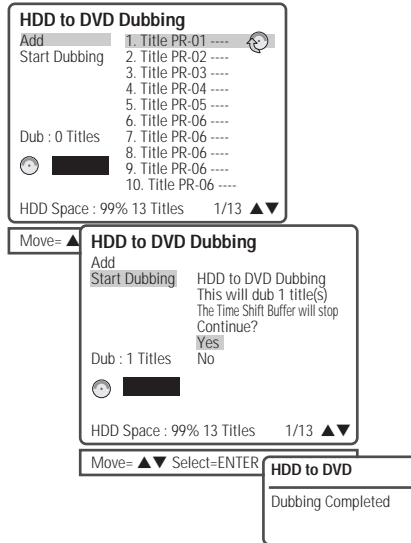 HDD to DVD Dubbing
Add
Start Dubbing
1. Title PR-01 ----
2. Title PR-02 ----
3. Title PR-03 ----
4. Title PR-04 ----
5. Title PR-05 ----
6. Title PR-06 ----
7. Title PR-06 ----
8. Title PR-06 ----
9. Title PR-06 ----
10. Title PR-06 ----
Dub : 0 Titles
HDD Space : 99% 13 Titles 1/13 ▲▼
Move= ▲
HDD to DVD Dubbing
Add
Start Dubbing
HDD to DVD Dubbing
This will dub 1 title(s)
The Time Shift Buffer will stop
Continue?
Yes
No
Dub : 1 Titles
HDD Space : 99% 13 Titles 1/13 ▲▼
Move= ▲▼ Select=ENTER
HDD to DVD
Dubbing Completed